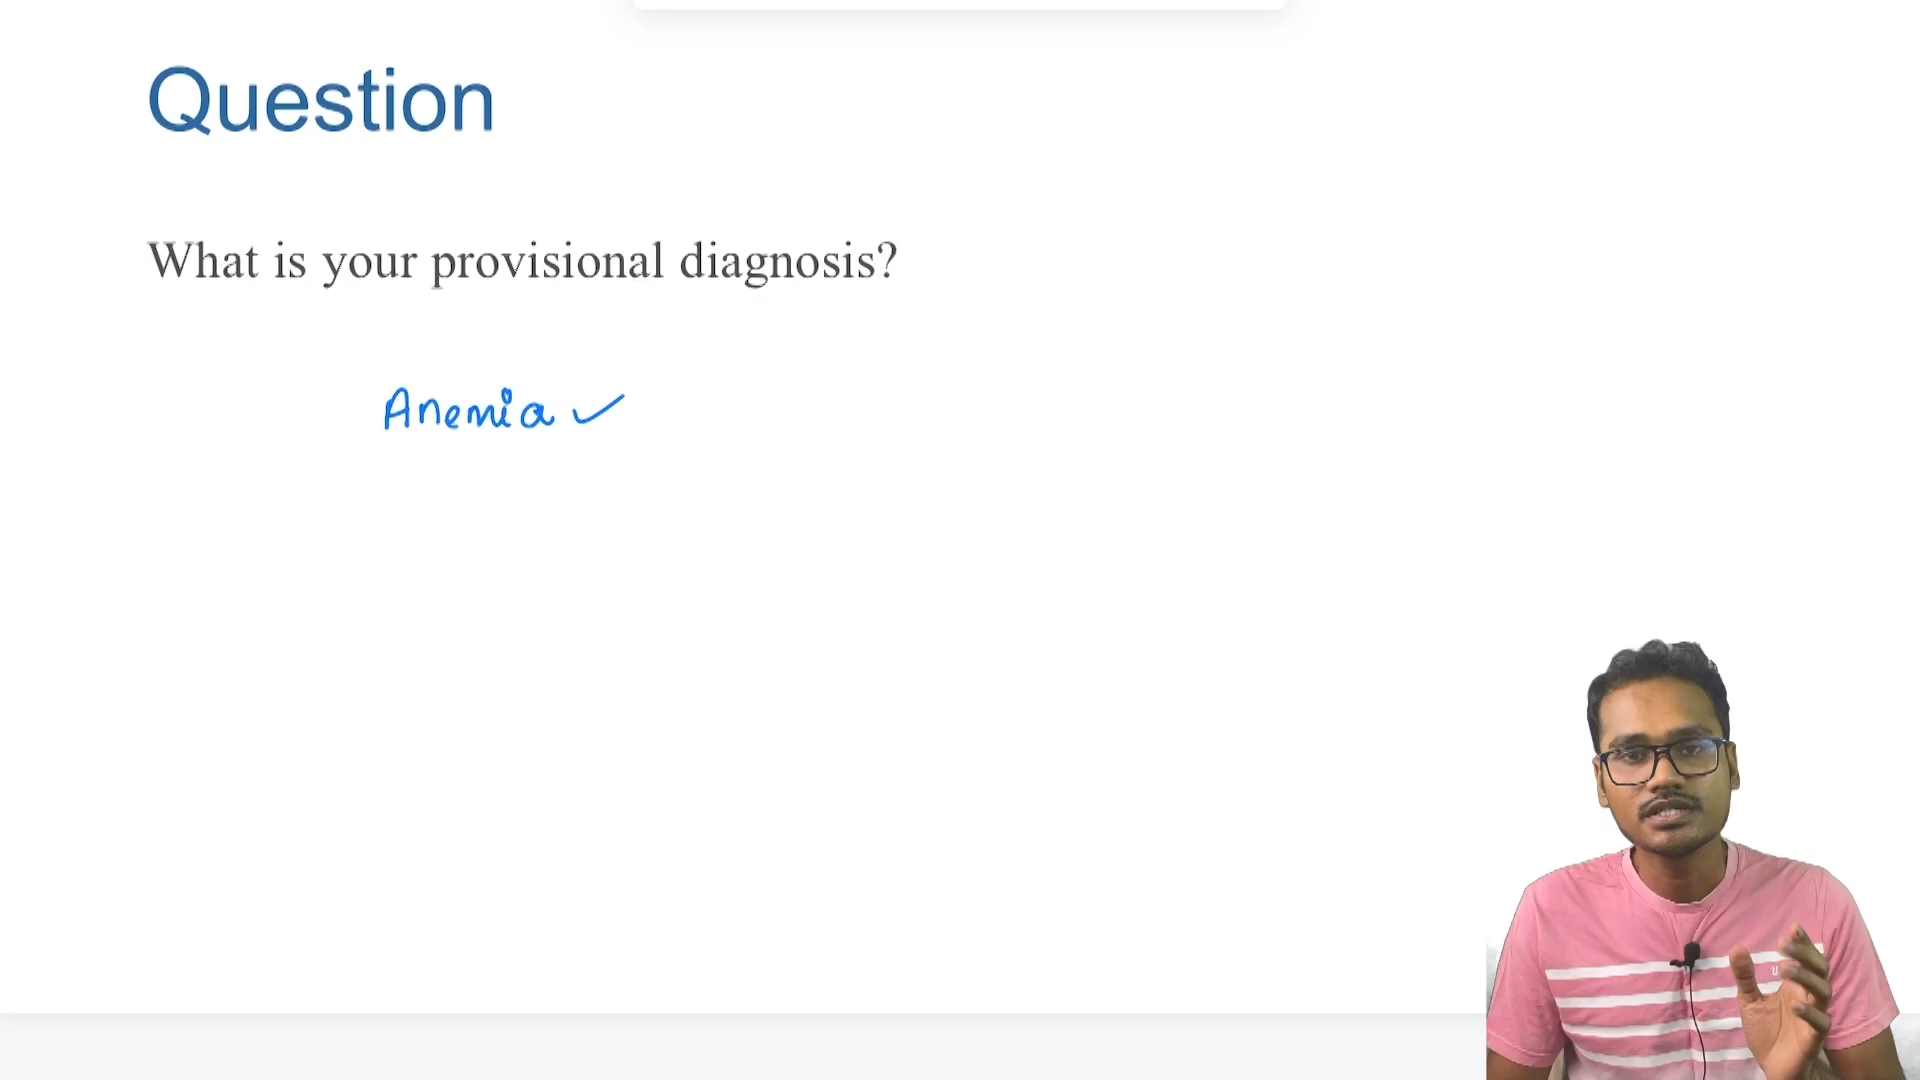 Question
What is your provisional diagnosis?
Anemia ✓